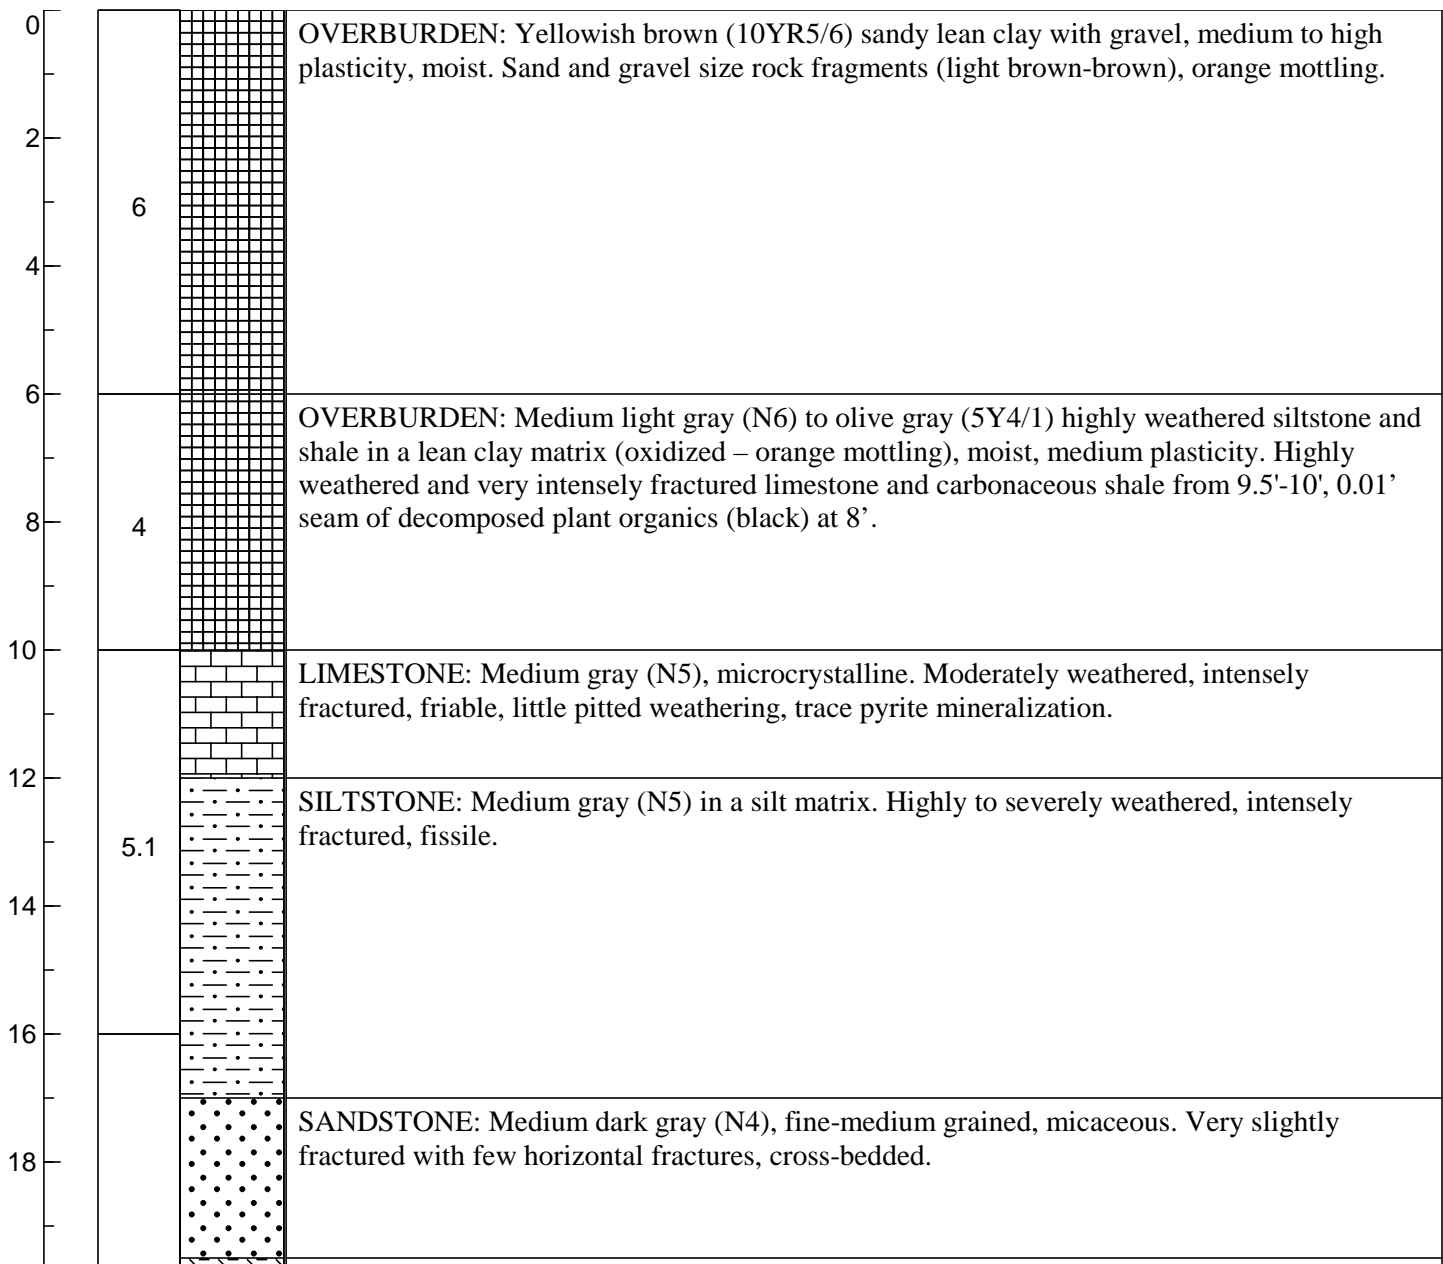 0
OVERBURDEN: Yellowish brown (10YR5/6) sandy lean clay with gravel, medium to high
plasticity, moist. Sand and gravel size rock fragments (light brown-brown), orange mottling.
2
6
4
6
OVERBURDEN: Medium light gray (N6) to olive gray (5Y4/1) highly weathered siltstone and
shale in a lean clay matrix (oxidized – orange mottling), moist, medium plasticity. Highly
weathered and very intensely fractured limestone and carbonaceous shale from 9.5'-10', 0.01’
seam of decomposed plant organics (black) at 8’.
8
4
10
LIMESTONE: Medium gray (N5), microcrystalline. Moderately weathered, intensely
fractured, friable, little pitted weathering, trace pyrite mineralization.
12
SILTSTONE: Medium gray (N5) in a silt matrix. Highly to severely weathered, intensely
fractured, fissile.
5.1
14
16
SANDSTONE: Medium dark gray (N4), fine-medium grained, micaceous. Very slightly
fractured with few horizontal fractures, cross-bedded.
18